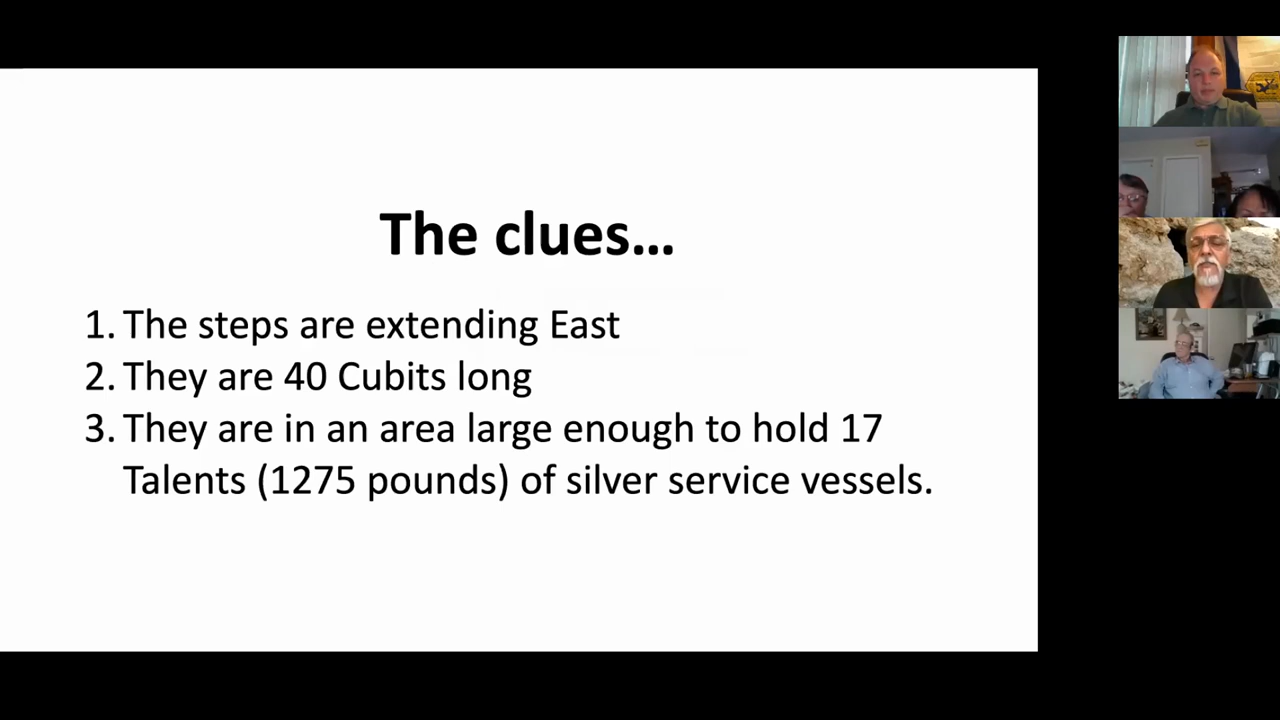 The clues...
1. The steps are extending East
2. They are 40 Cubits long
3. They are in an area large enough to hold 17
Talents (1275 pounds) of silver service vessels.